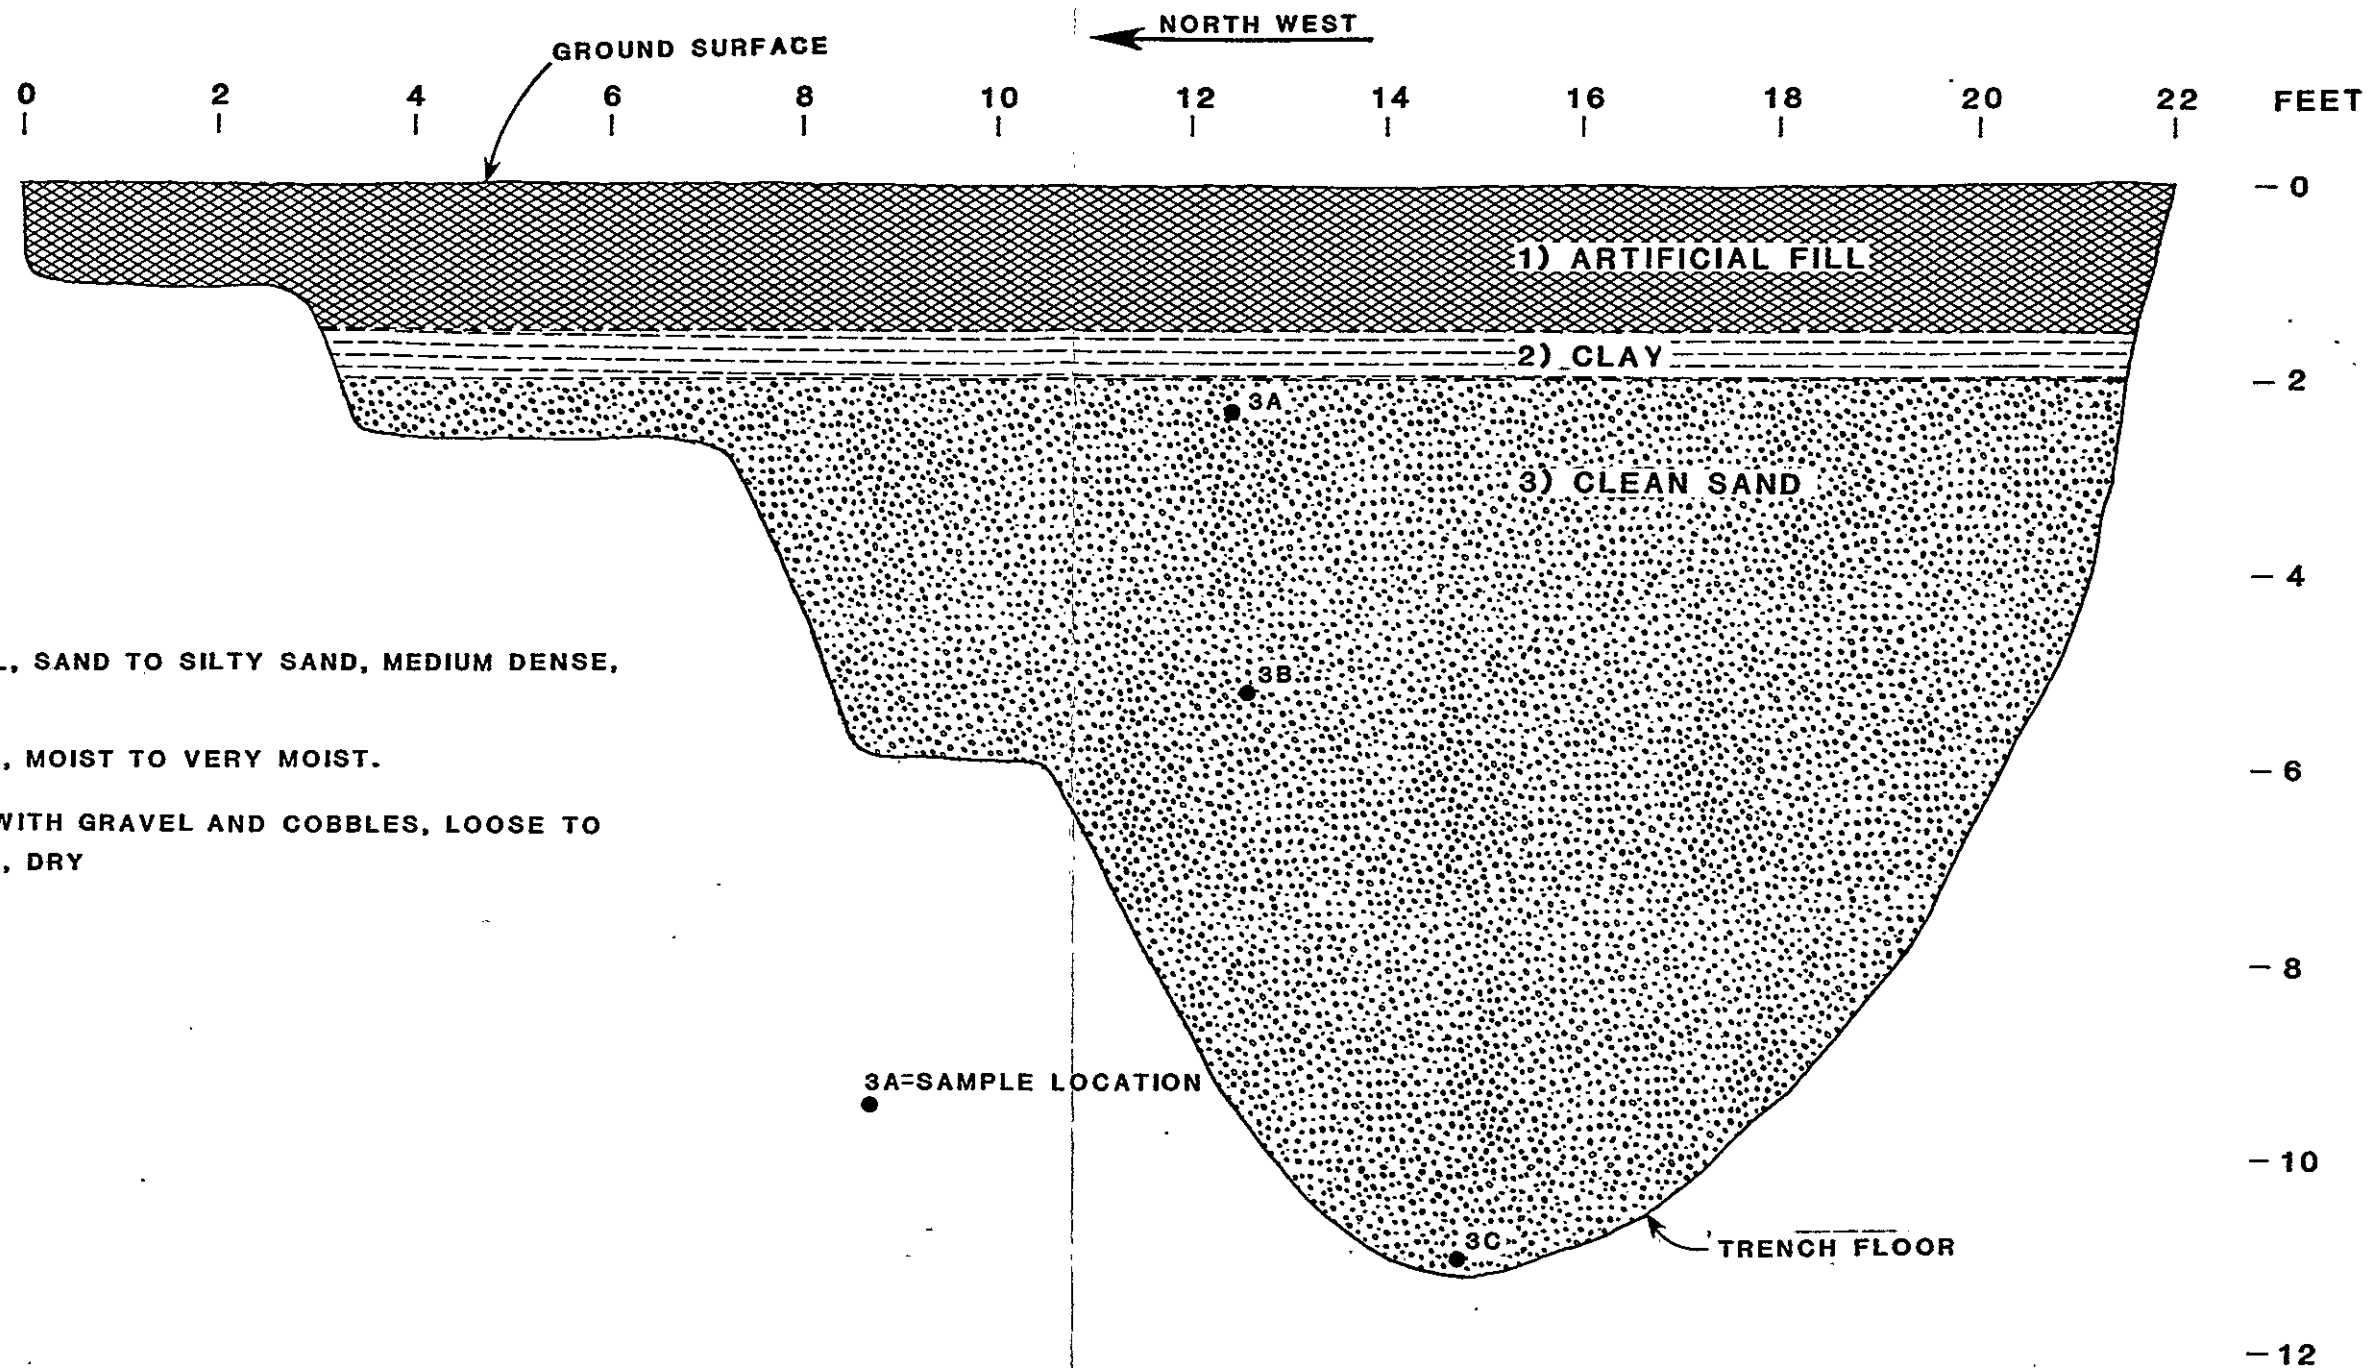 NORTH WEST
GROUND SURFACE
0 2 4 6 8 10 12 14 16 18 20 22 FEET
0
1) ARTIFICIAL FILL
2) CLAY
2
3A
3) CLEAN SAND
4
L, SAND TO SILTY SAND, MEDIUM DENSE,
3B
, MOIST TO VERY MOIST.
6
WITH GRAVEL AND COBBLES, LOOSE TO
, DRY
8
3A=SAMPLE LOCATION
10
3C
TRENCH FLOOR
12